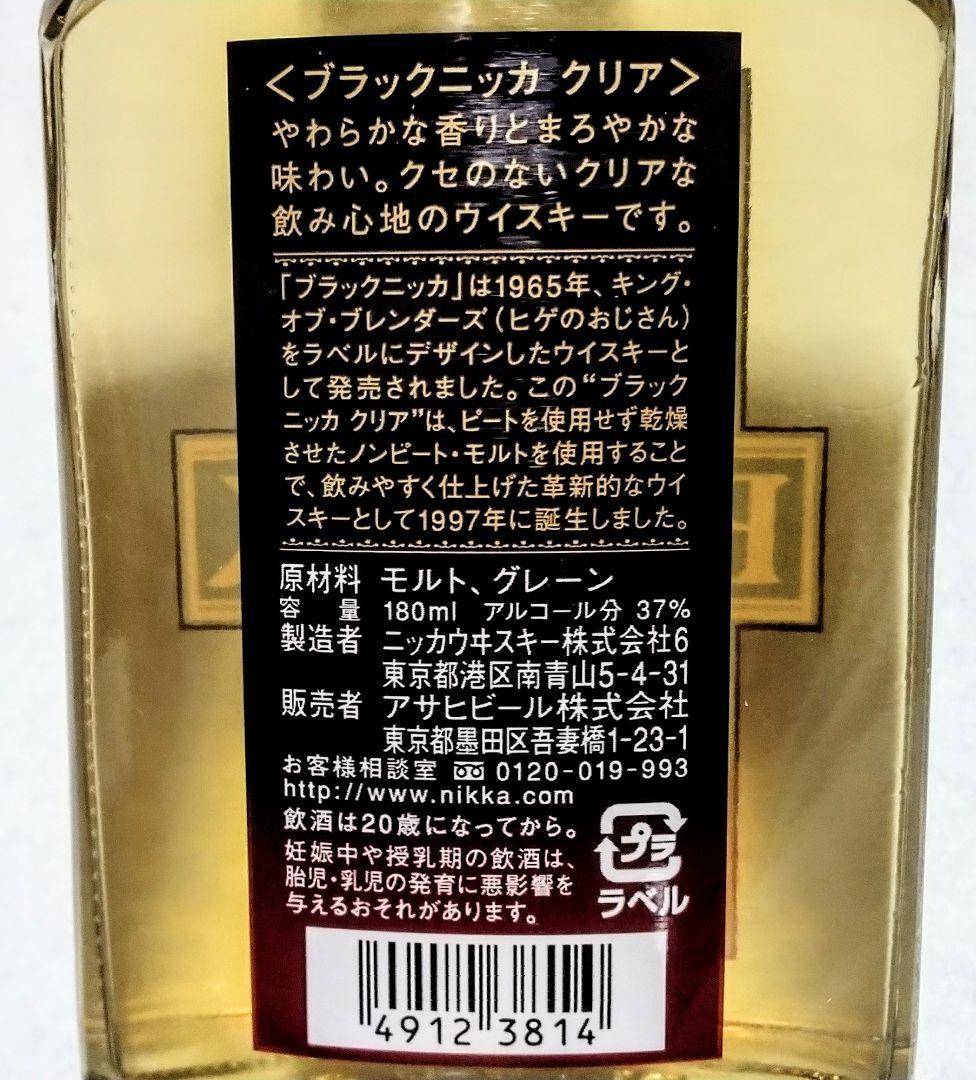 ＜ブラックニッカ クリア＞
やわらかな香りとまろやかな
味わい。クセのないクリアな
飲み心地のウイスキーです。
「ブラックニッカ」は1965年、キング・
オブ・ブレンダーズ（ヒゲのおじさん）
をラベルにデザインしたウイスキーと
して発売されました。この“ブラック
ニッカ クリア”は、ピートを使用せず乾燥
させたノンピート・モルトを使用すること
で、飲みやすく仕上げた革新的なウイ
スキーとして1997年に誕生しました。
原材料 モルト、グレーン
容 量 180ml アルコール分 37%
製造者 ニッカウヰスキー株式会社6
東京都港区南青山5-4-31
販売者 アサヒビール株式会社
東京都墨田区吾妻橋1-23-1
お客様相談室 0120-019-993
http://www.nikka.com
飲酒は20歳になってから。
妊娠中や授乳期の飲酒は、
胎児・乳児の発育に悪影響を
与えるおそれがあります。
プラ
ラベル
4912 3814